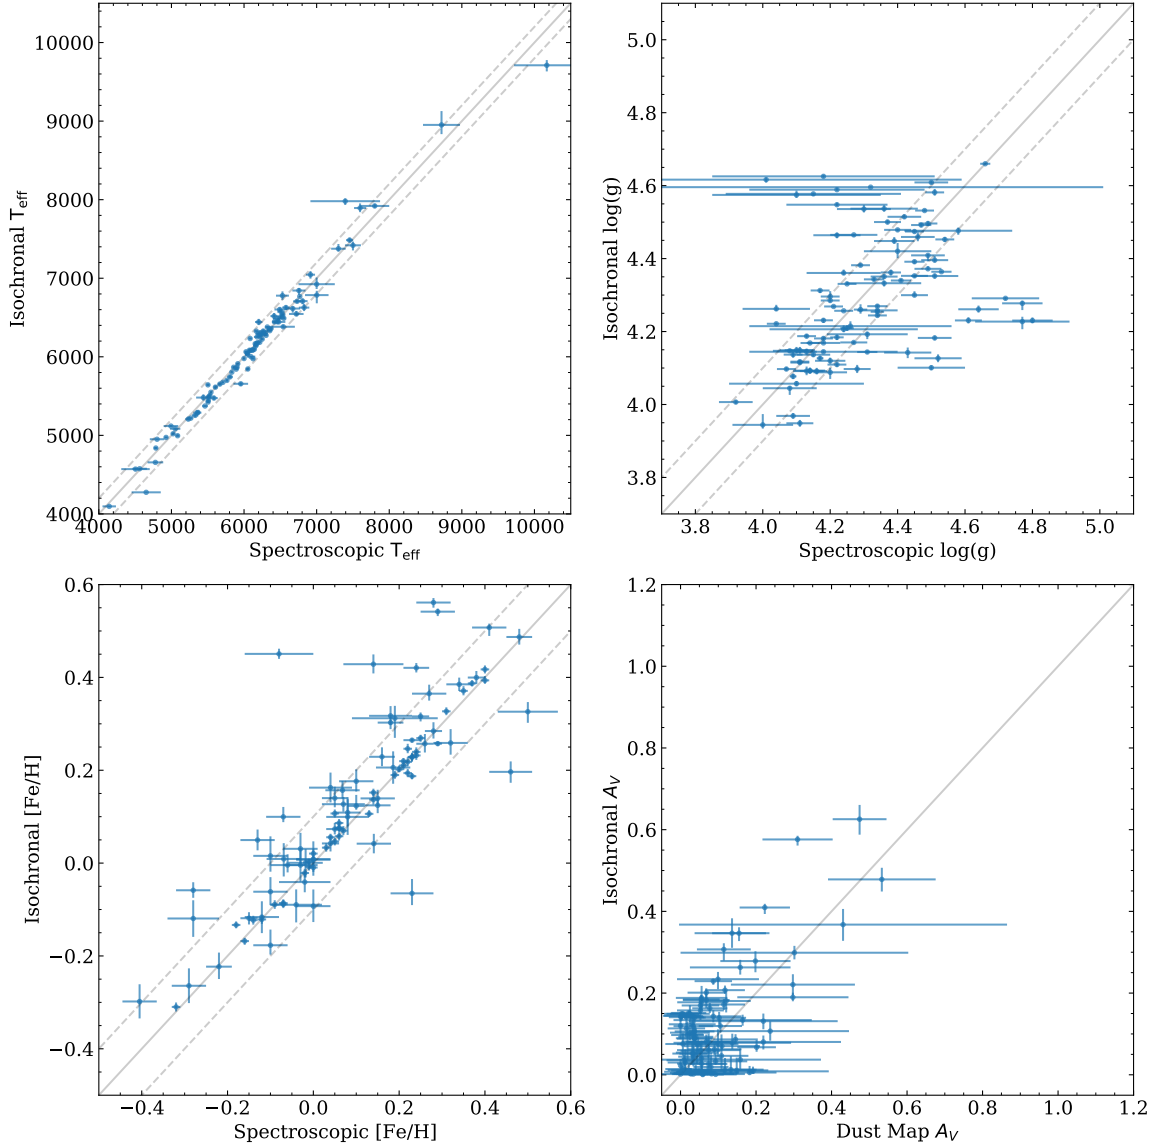 10000
9000
8000
7000
6000
5000
4000
Isochronal T_eff
4000 5000 6000 7000 8000 9000 10000
Spectroscopic T_eff
5.0
4.8
4.6
4.4
4.2
4.0
3.8
Isochronal log(g)
3.8 4.0 4.2 4.4 4.6 4.8 5.0
Spectroscopic log(g)
0.6
0.4
0.2
0.0
−0.2
−0.4
Isochronal [Fe/H]
−0.4 −0.2 0.0 0.2 0.4 0.6
Spectroscopic [Fe/H]
1.2
1.0
0.8
0.6
0.4
0.2
0.0
Isochronal A_V
0.0 0.2 0.4 0.6 0.8 1.0 1.2
Dust Map A_V